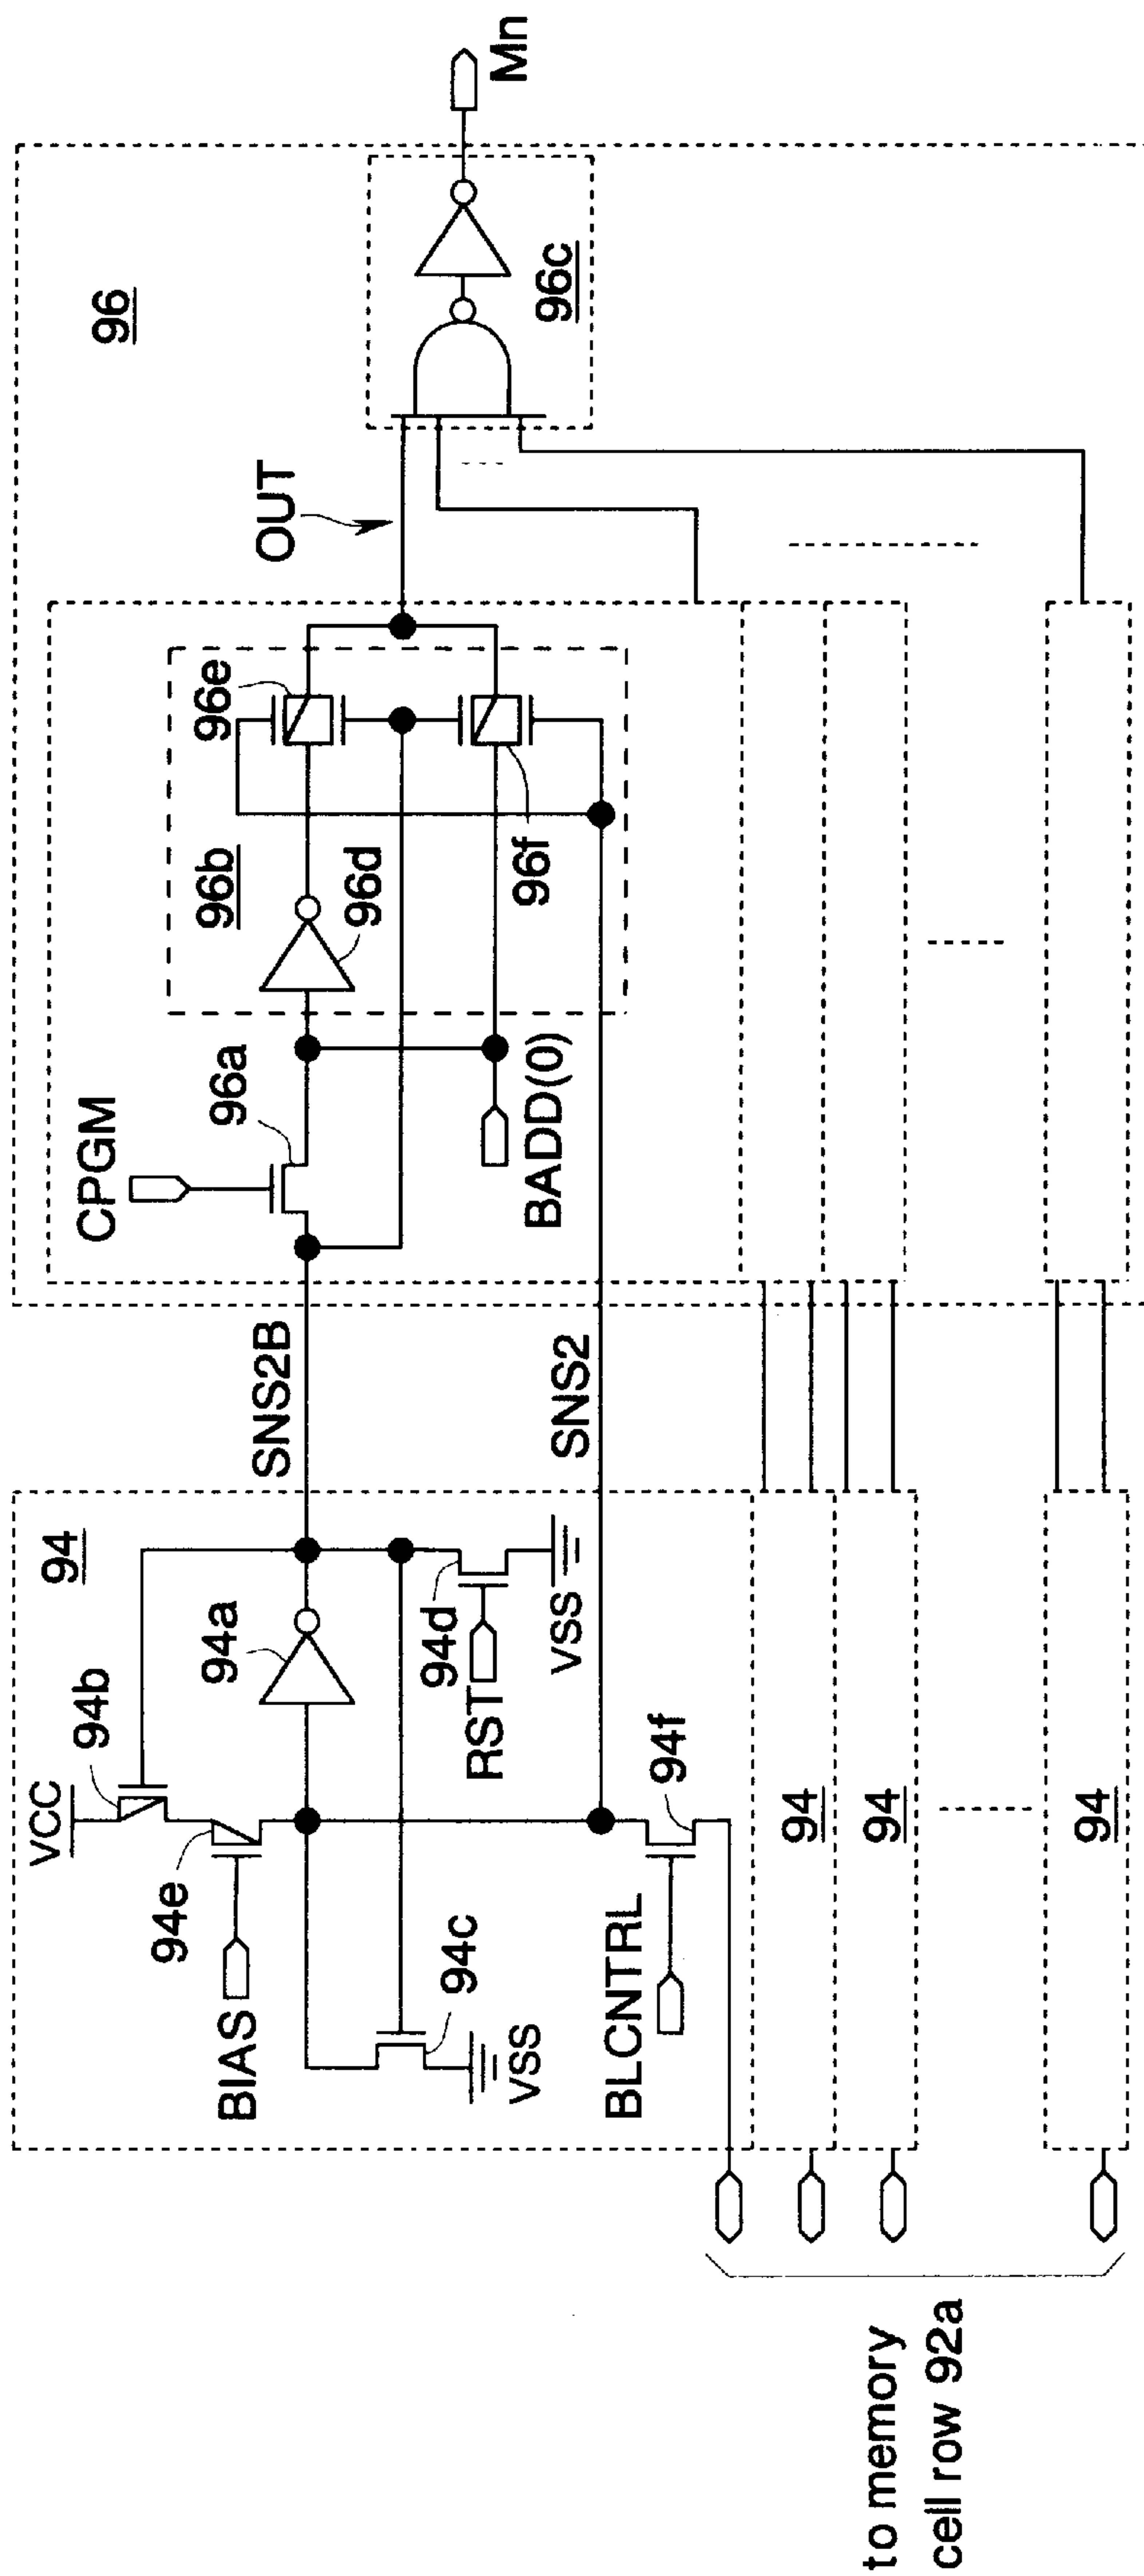 94
VCC
94b
94e
BIAS
94a
94c
VSS
94d
RST
VSS
BLCNTRL
94f
94
94
94
to memory
cell row 92a
SNS2B
SNS2
96
CPGM
96a
96b
96d
96e
96f
BADD(0)
OUT
96c
Mn